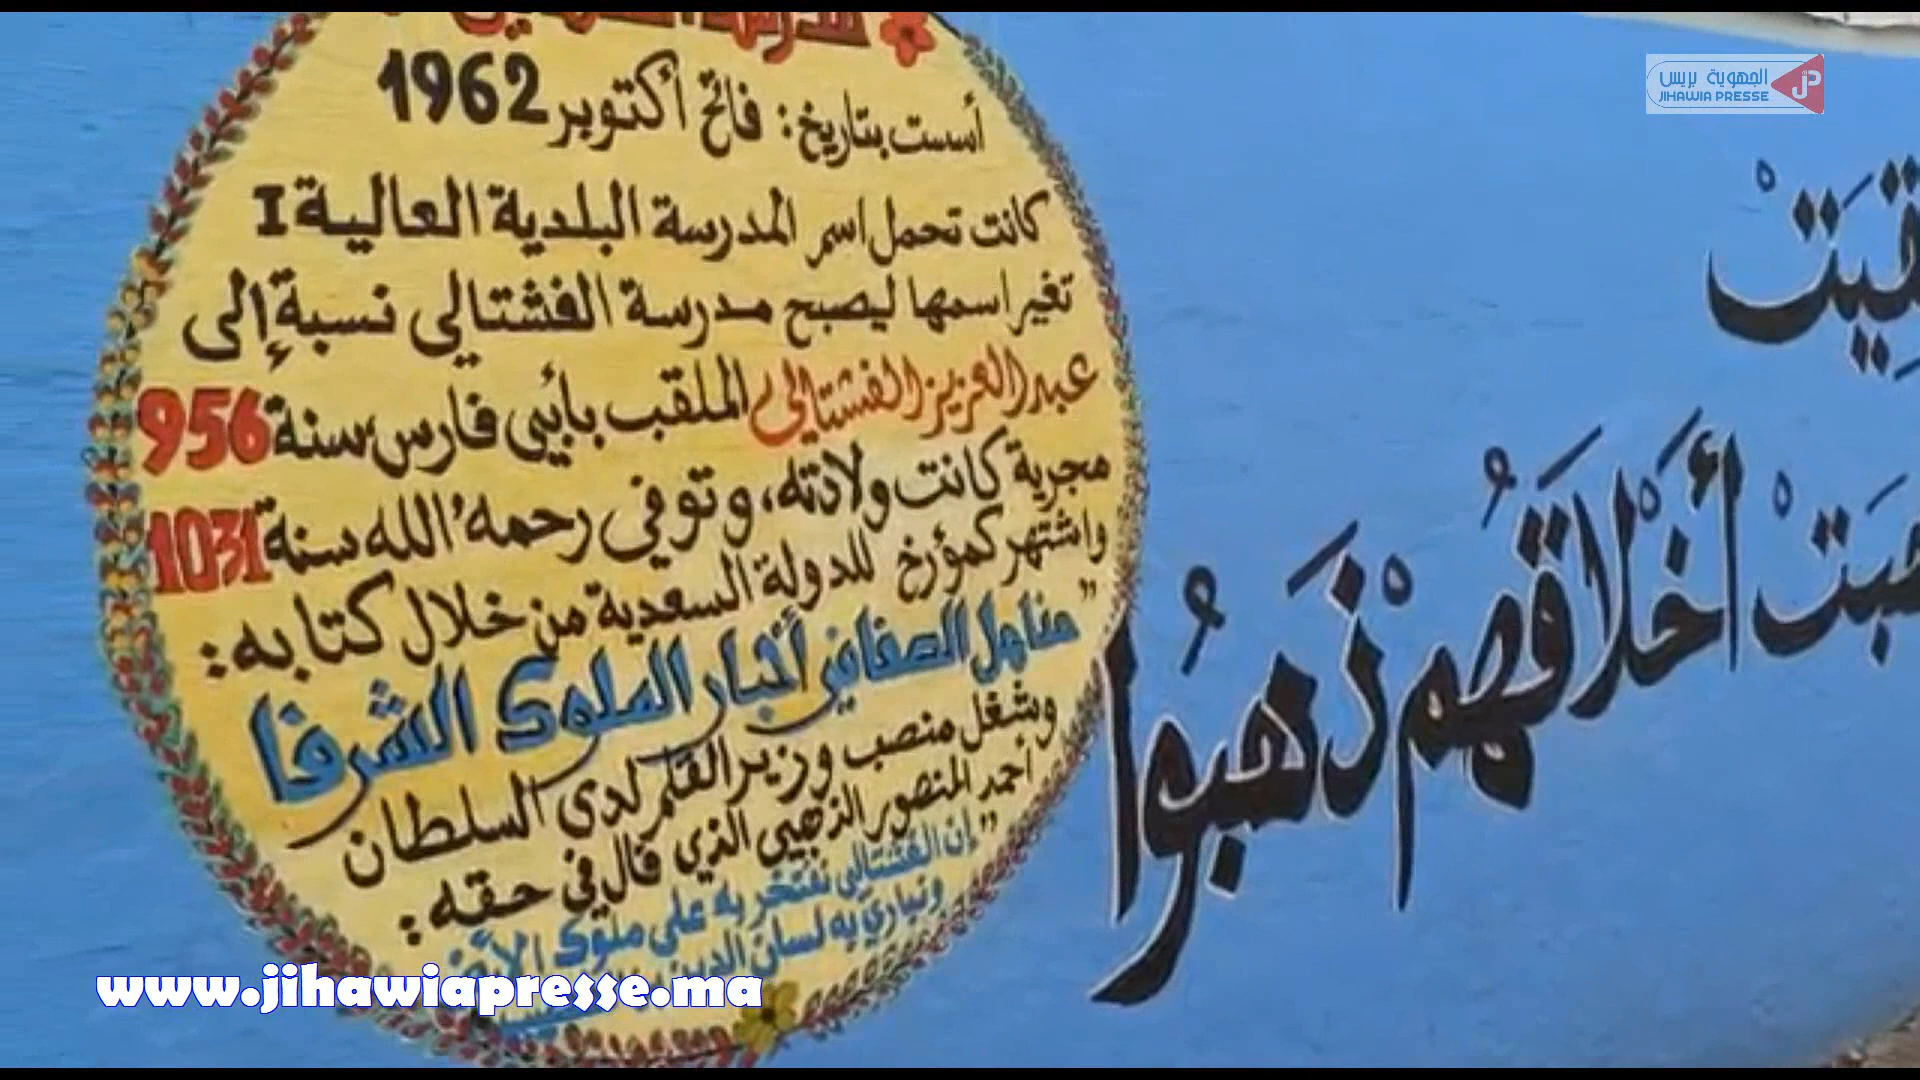 أسست بتاريخ: فاتح أكتوبر 1962
كانت تحمل اسم المدرسة البلدية العالية I
تغير اسمها ليصبح مدرسة الفشتالي نسبة إلى
عبد العزيز الفشتالي الملقب بأبي فارس سنة 956
هجرية كانت ولادته، وتوفي رحمه الله سنة 1031
واشتهر كمؤرخ للدولة السعدية من خلال كتابه:
"مناهل الصفا في أخبار الملوك الشرفا
وشغل منصب وزير القلم لدى السلطان
أحمد المنصور الذهبي الذي قال في حقه:
"إن الفشتالي نفتخر به على ملوك الأرض
ونباري به لسان الدين بن
أَخْلَاقُهُمْ ذَهَبُوا
الجهوية بريس
JIHAWIA PRESSE
JP
www.jihawiapresse.ma